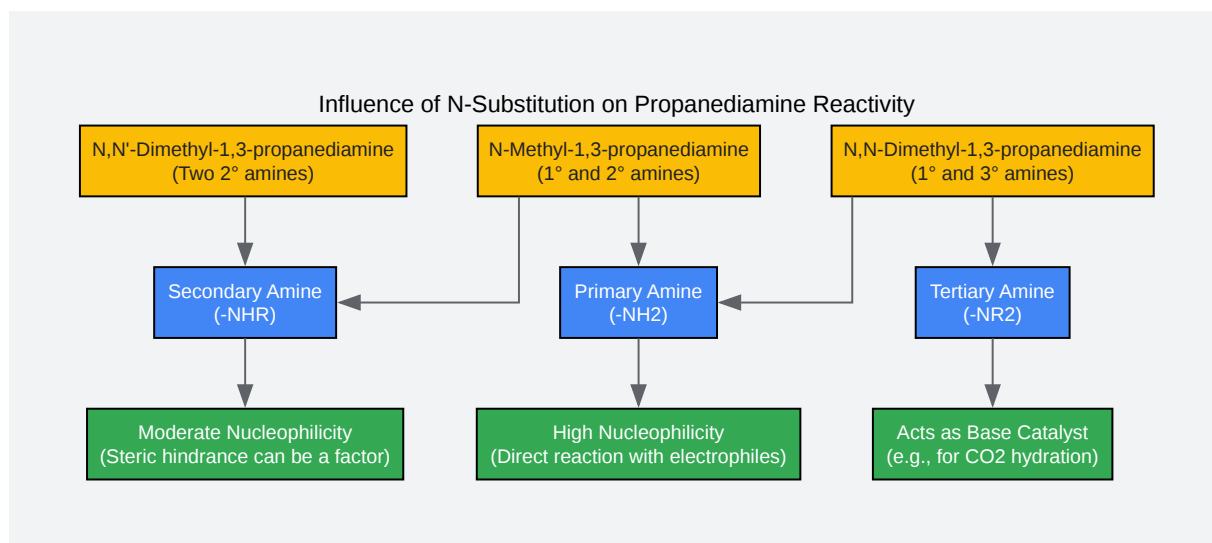 Influence of N-Substitution on Propanediamine Reactivity
N,N'-Dimethyl-1,3-propanediamine
(Two 2° amines)
N-Methyl-1,3-propanediamine
(1° and 2° amines)
N,N-Dimethyl-1,3-propanediamine
(1° and 3° amines)
Secondary Amine
(-NHR)
Primary Amine
(-NH2)
Tertiary Amine
(-NR2)
Moderate Nucleophilicity
(Steric hindrance can be a factor)
High Nucleophilicity
(Direct reaction with electrophiles)
Acts as Base Catalyst
(e.g., for CO2 hydration)